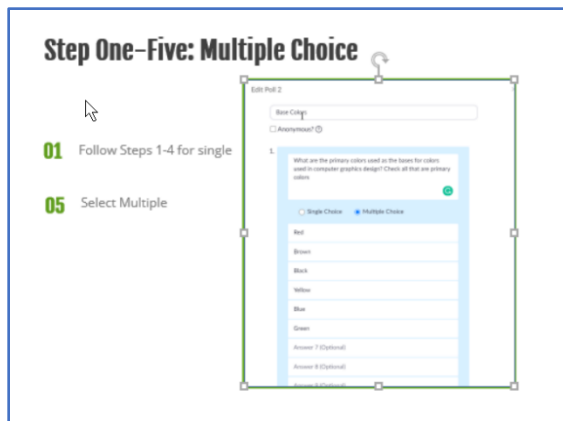 Step One-Five: Multiple Choice
Edit Poll 2
Base Colors
Anonymous?
01 Follow Steps 1-4 for single
1.
What are the primary colors used as the bases for colors
used in computer graphics design? Check all that are primary
colors
05 Select Multiple
Single Choice Multiple Choice
Red
Brown
Black
Yellow
Blue
Green
Answer 7 (Optional)
Answer 8 (Optional)
Answer 9 (Optional)